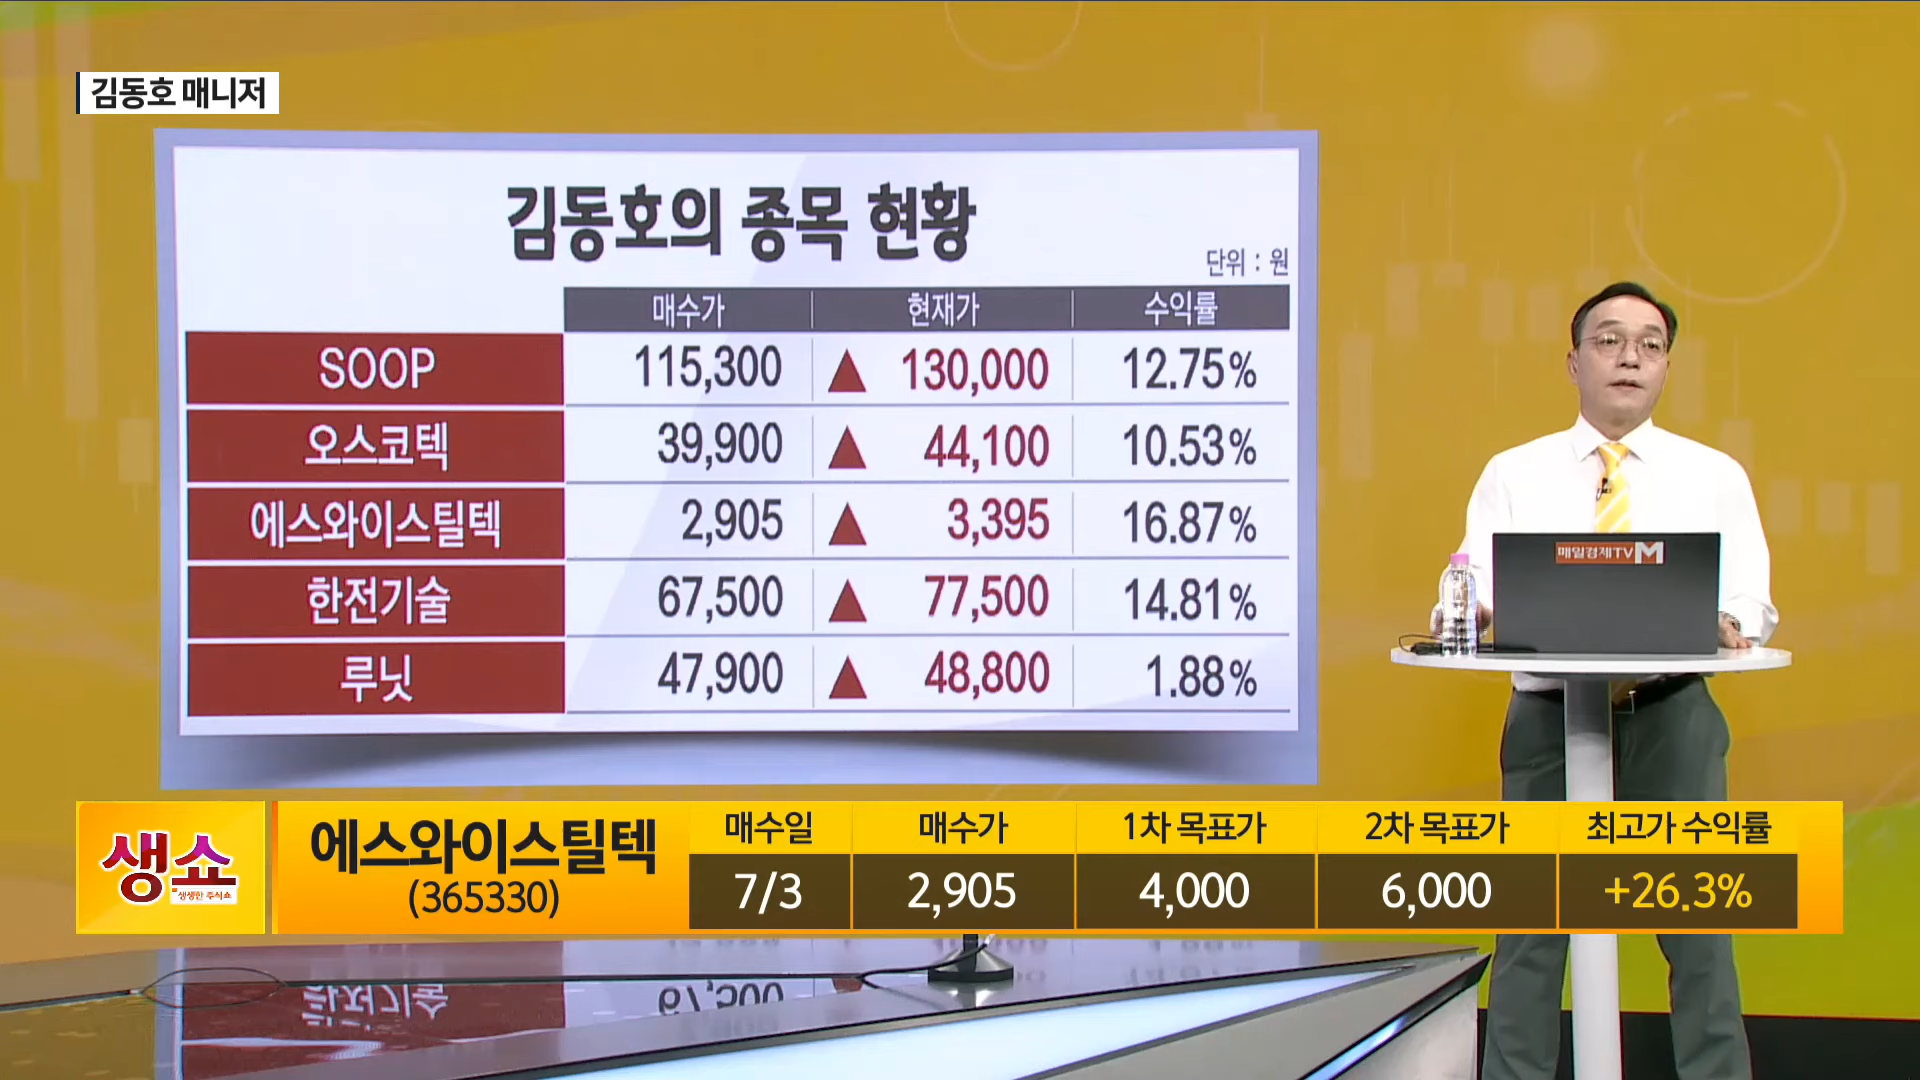 김동호 매니저
김동호의 종목 현황
단위 : 원
매수가 현재가 수익률
SOOP 115,300 ▲ 130,000 12.75%
오스코텍 39,900 ▲ 44,100 10.53%
에스와이스틸텍 2,905 ▲ 3,395 16.87%
한전기술 67,500 ▲ 77,500 14.81%
루닛 47,900 ▲ 48,800 1.88%
매일경제TV M
생쇼
생생한 주식쇼
에스와이스틸텍
(365330)
매수일 매수가 1차 목표가 2차 목표가 최고가 수익률
7/3 2,905 4,000 6,000 +26.3%
한전기술 67,500